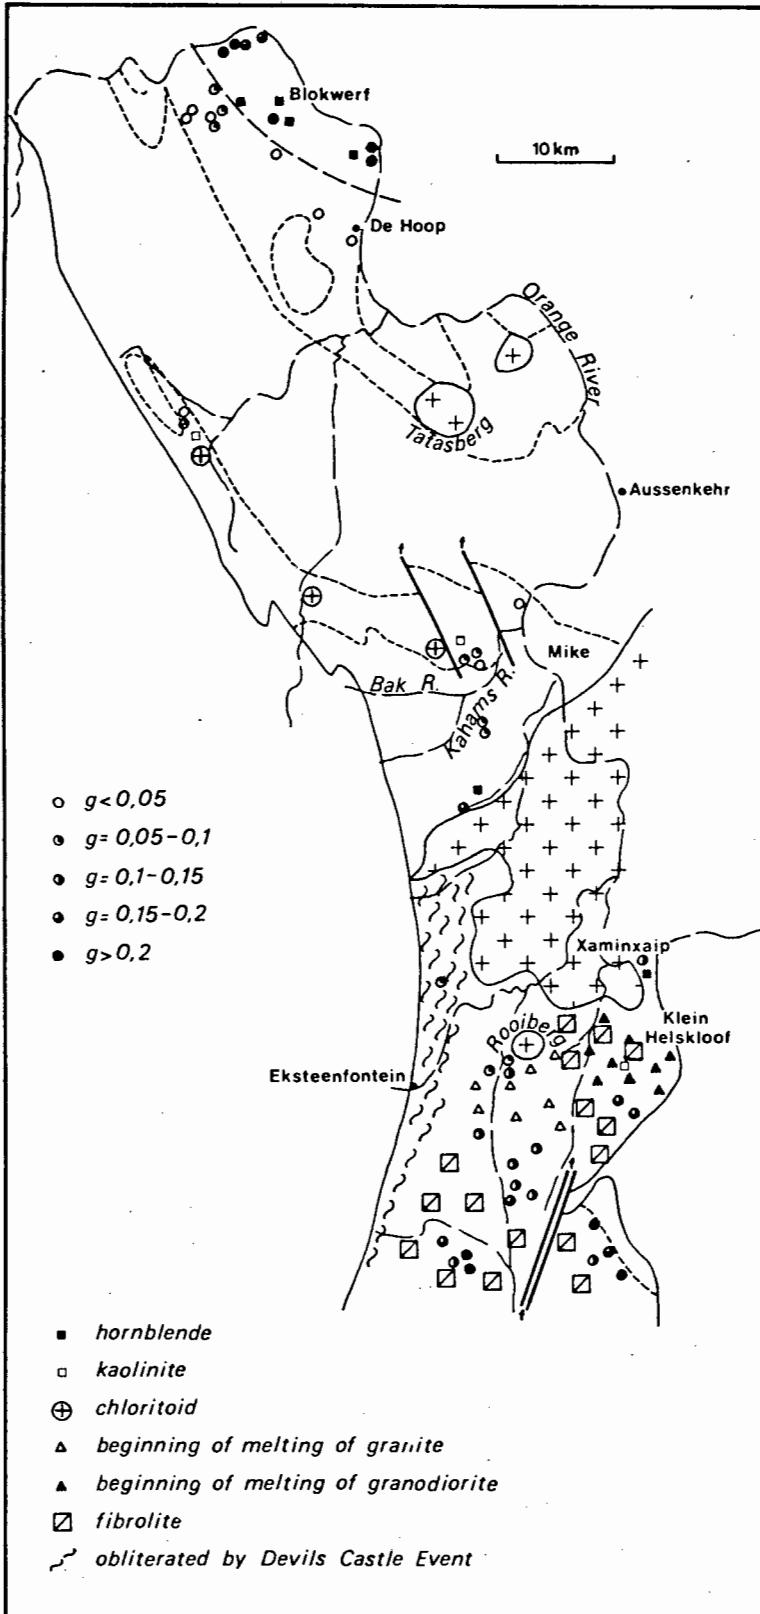 Blokwerf
10 km
De Hoop
Orange River
Tatasberg
Aussenkehr
f
f
Mike
Bak R.
Kahams R.
g<0,05
g=0,05-0,1
g=0,1-0,15
g=0,15-0,2
g>0,2
Xaminxaip
Klein
Helskloof
Rooiberg
Eksteenfontein
f
f
hornblende
kaolinite
chloritoid
beginning of melting of granite
beginning of melting of granodiorite
fibrolite
obliterated by Devils Castle Event